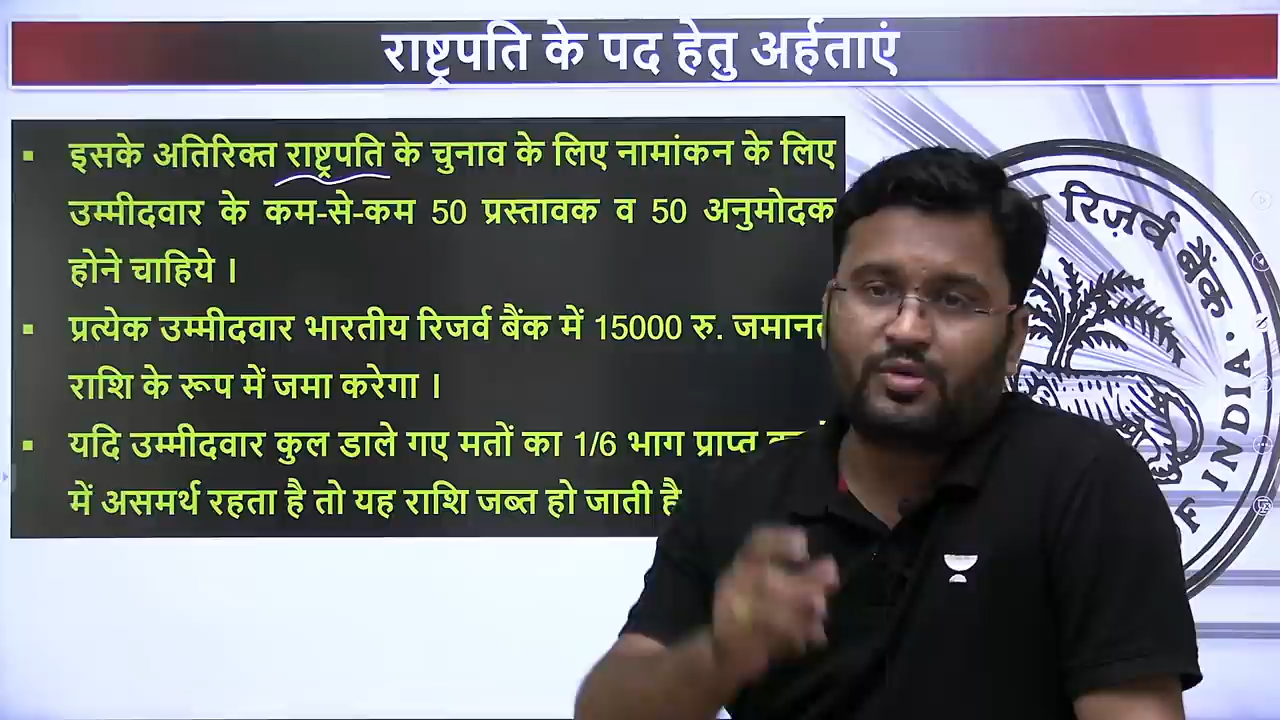 राष्ट्रपति के पद हेतु अर्हताएं
▪ इसके अतिरिक्त राष्ट्रपति के चुनाव के लिए नामांकन के लिए
उम्मीदवार के कम-से-कम 50 प्रस्तावक व 50 अनुमोदक
होने चाहिये ।
▪ प्रत्येक उम्मीदवार भारतीय रिजर्व बैंक में 15000 रु. जमानत
राशि के रूप में जमा करेगा ।
▪ यदि उम्मीदवार कुल डाले गए मतों का 1/6 भाग प्राप्त
में असमर्थ रहता है तो यह राशि जब्त हो जाती है
रिज़र्व बैंक
OF INDIA